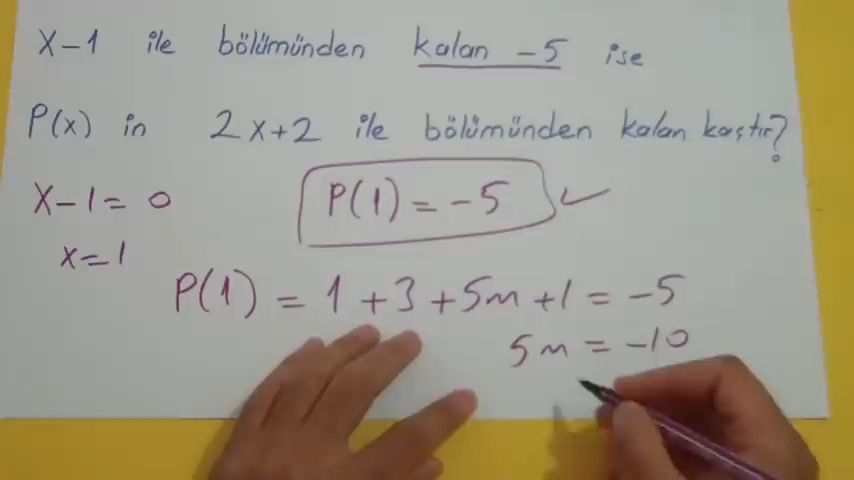 x-1 ile bölümünden kalan -5 ise
P(x) in 2x+2 ile bölümünden kalan kaçtır?
x-1=0 P(1)=-5
x=1
P(1) = 1+3+5m+1=-5
5m=-10